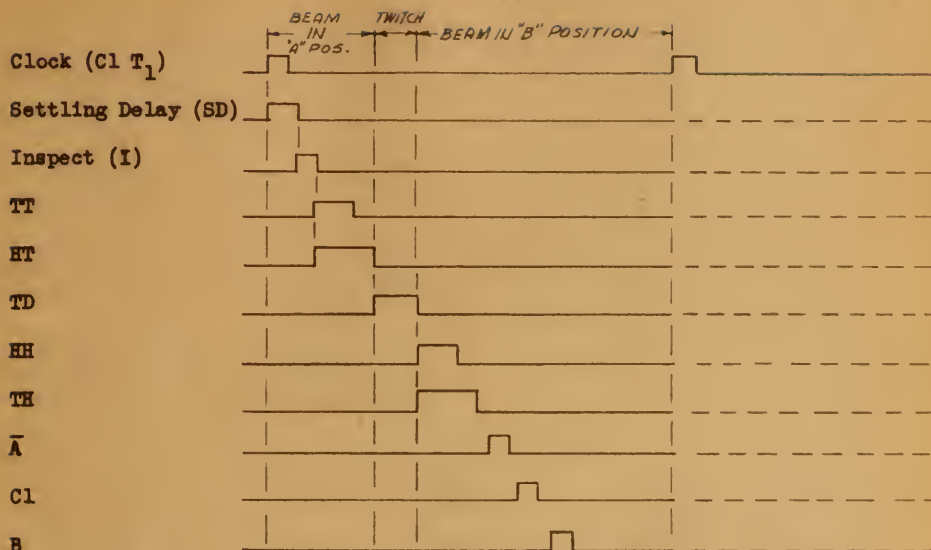 BEAM
IN
"A" POS.
TWITCH
BEAM IN "B" POSITION
Clock (Cl T₁)
Settling Delay (SD)
Inspect (I)
TT
HT
TD
HH
TH
A̅
Cl
B